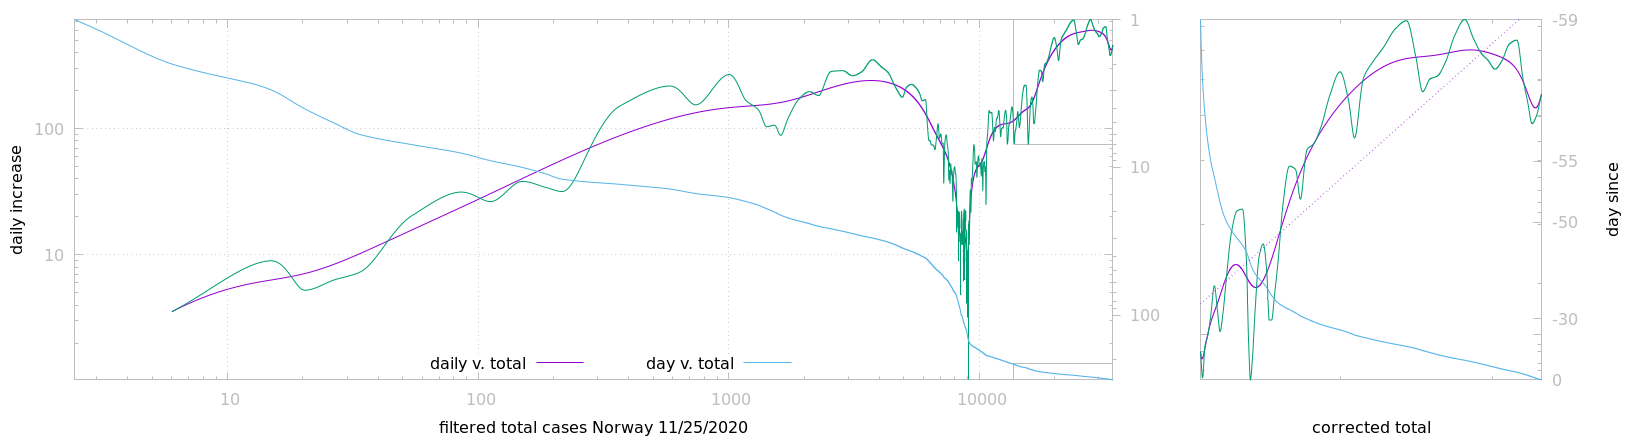 daily increase
100
10
daily v. total
day v. total
10
100
1000
10000
filtered total cases Norway 11/25/2020
1
10
100
-59
-55
-50
-30
0
day since
corrected total